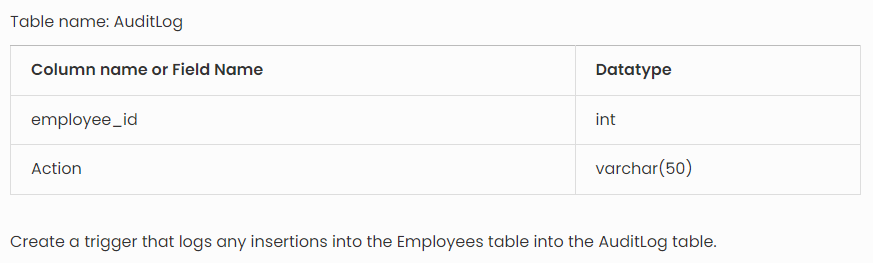 Table name: AuditLog
Column name or Field Name Datatype
employee_id int
Action varchar(50)
Create a trigger that logs any insertions into the Employees table into the AuditLog table.